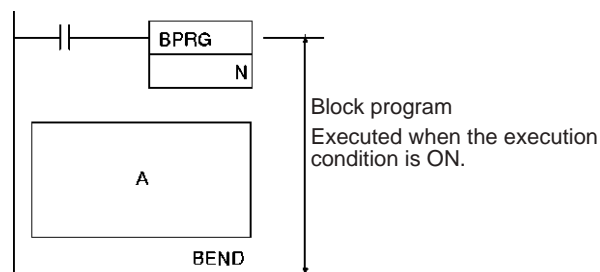 BPRG
N
Block program
Executed when the execution
condition is ON.
A
BEND